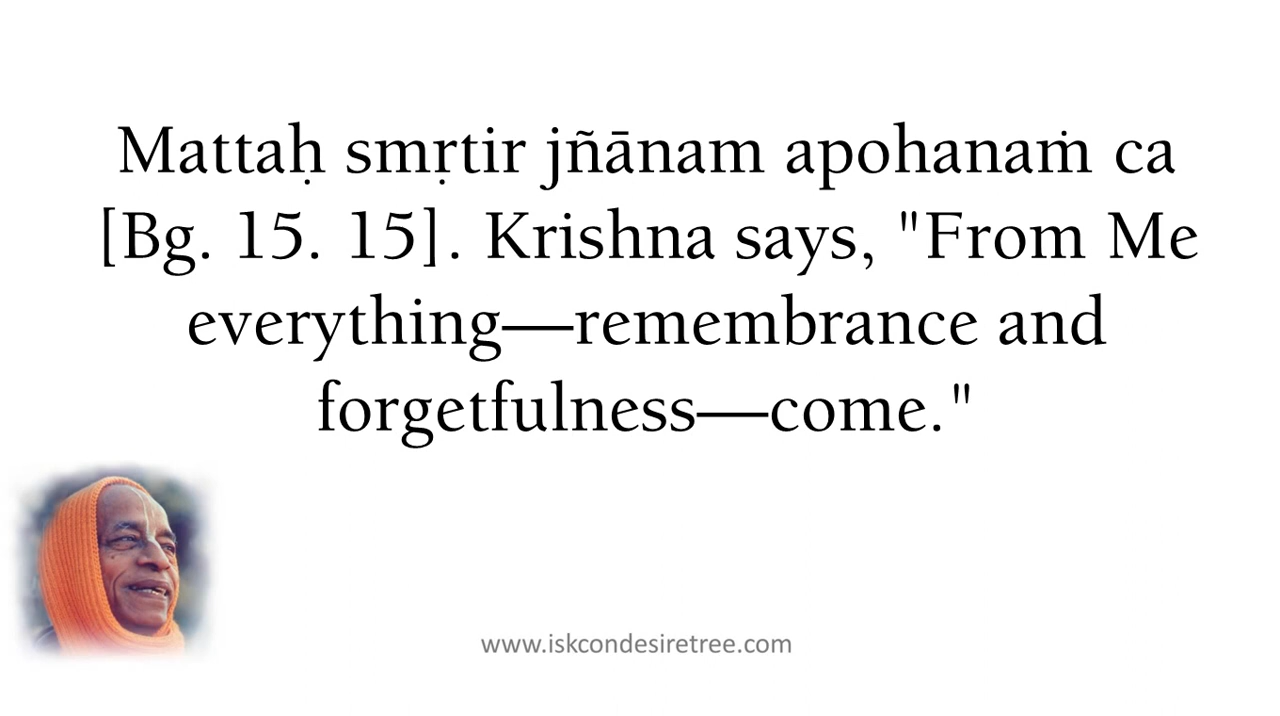 Mattaḥ smṛtir jñānam apohanaṁ ca
[Bg. 15. 15]. Krishna says, "From Me
everything—remembrance and
forgetfulness—come."
www.iskcondesiretree.com